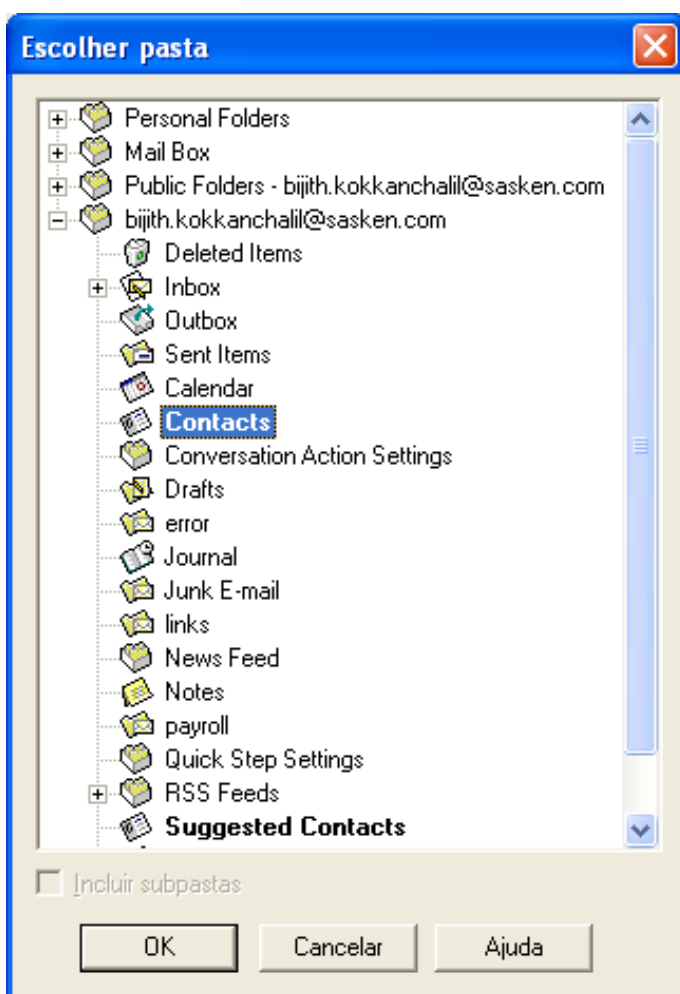 Escolher pasta
Personal Folders
Mail Box
Public Folders - bijith.kokkanchalil@sasken.com
bijith.kokkanchalil@sasken.com
Deleted Items
Inbox
Outbox
Sent Items
Calendar
Contacts
Conversation Action Settings
Drafts
error
Journal
Junk E-mail
links
News Feed
Notes
payroll
Quick Step Settings
RSS Feeds
Suggested Contacts
Incluir subpastas
OK Cancelar Ajuda